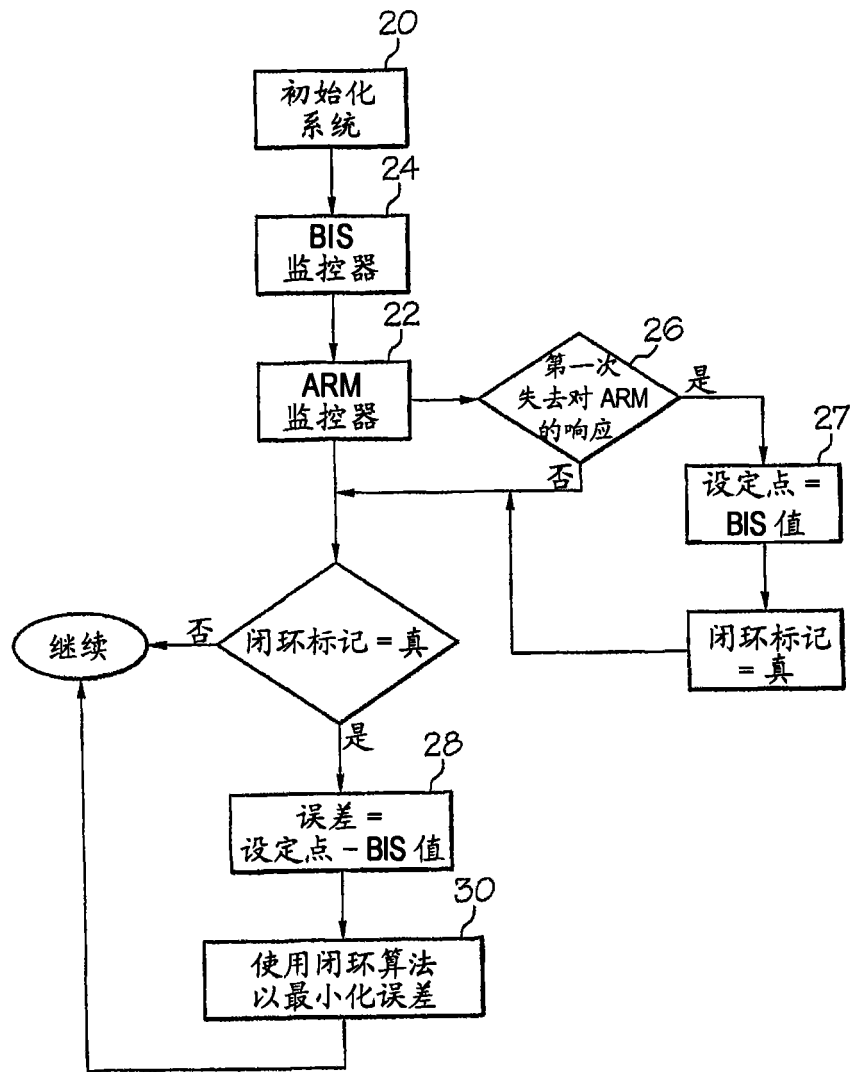 20
初始化
系统
24
BIS
监控器
22
ARM
监控器
26
第一次
失去对 ARM
的响应
是
否
27
设定点 =
BIS 值
闭环标记
= 真
闭环标记 = 真
否
继续
是
28
误差 =
设定点 - BIS 值
30
使用闭环算法
以最小化误差